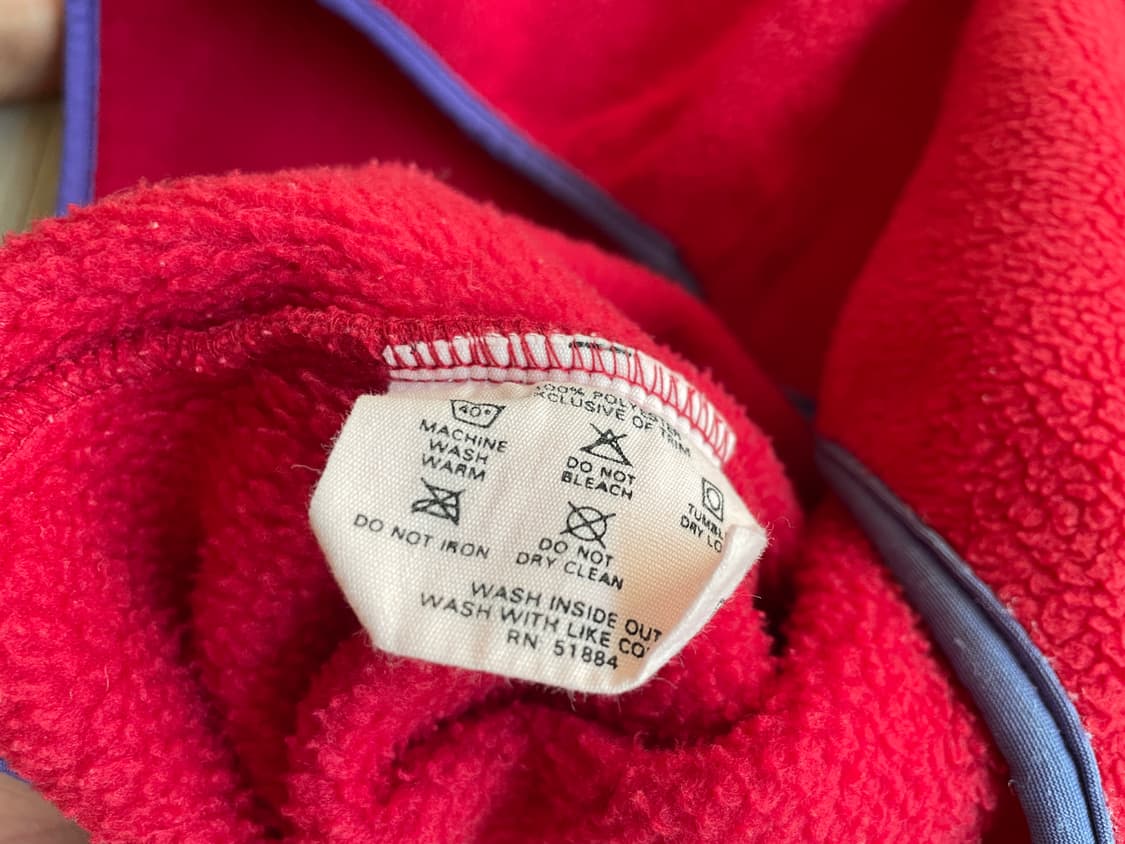 100% POLYESTER
EXCLUSIVE OF TRIM
40°
MACHINE
WASH
WARM
DO NOT
BLEACH
DRY
DO NOT IRON
DO NOT
DRY CLEAN
WASH INSIDE OUT
WASH WITH LIKE
RN 51884